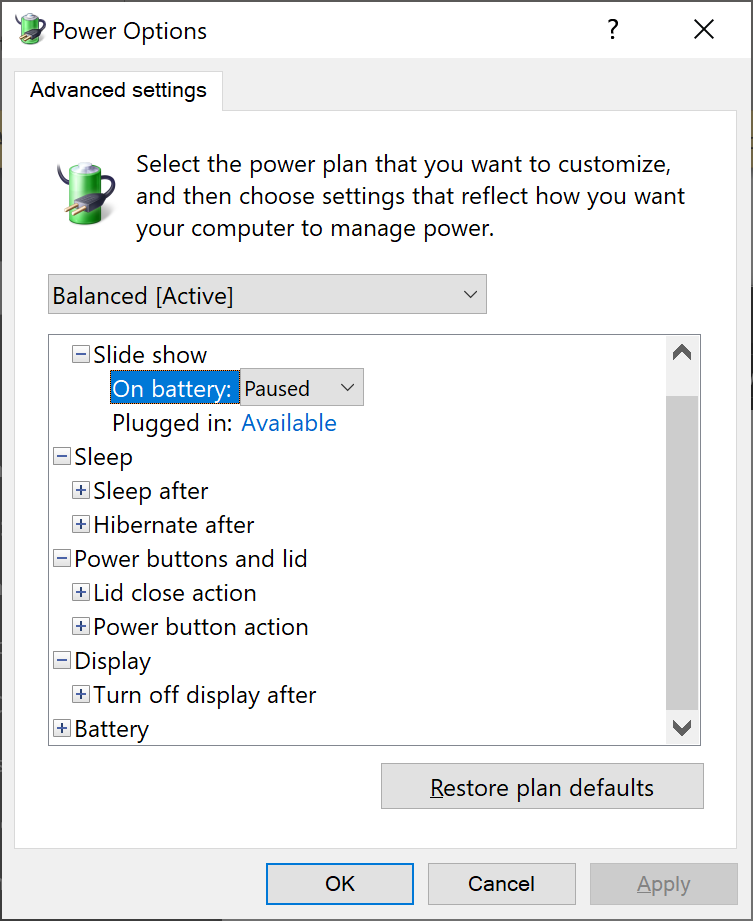 Power Options
?
Advanced settings
Select the power plan that you want to customize,
and then choose settings that reflect how you want
your computer to manage power.
Balanced [Active]
Slide show
On battery: Paused
Plugged in: Available
Sleep
Sleep after
Hibernate after
Power buttons and lid
Lid close action
Power button action
Display
Turn off display after
Battery
Restore plan defaults
OK Cancel Apply